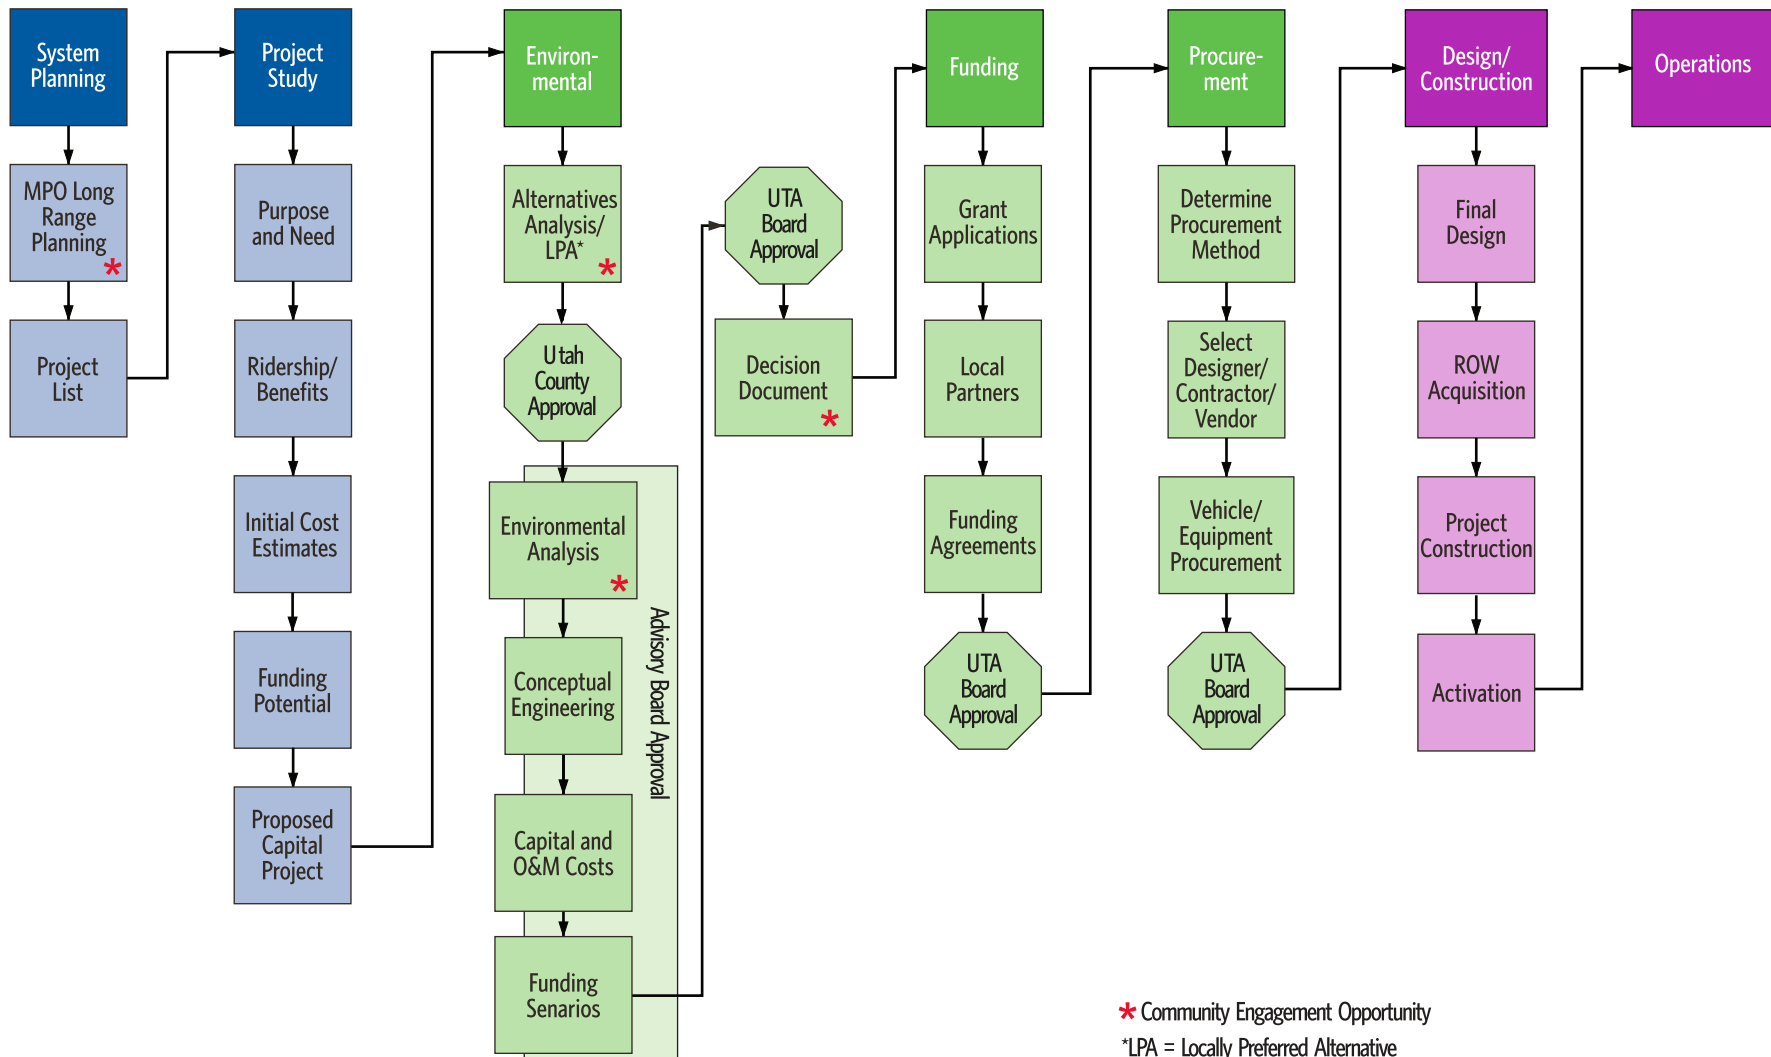 System
Planning
MPO Long
Range
Planning
*
Project
List
Project
Study
Purpose
and Need
Ridership/
Benefits
Initial Cost
Estimates
Funding
Potential
Proposed
Capital
Project
Environ-
mental
Alternatives
Analysis/
LPA*
*
Utah
County
Approval
Environmental
Analysis
*
Conceptual
Engineering
Capital and
O&M Costs
Funding
Senarios
Advisory Board Approval
UTA
Board
Approval
Decision
Document
*
Funding
Grant
Applications
Local
Partners
Funding
Agreements
UTA
Board
Approval
Procure-
ment
Determine
Procurement
Method
Select
Designer/
Contractor/
Vendor
Vehicle/
Equipment
Procurement
UTA
Board
Approval
Design/
Construction
Final
Design
ROW
Acquisition
Project
Construction
Activation
Operations
* Community Engagement Opportunity
*LPA = Locally Preferred Alternative